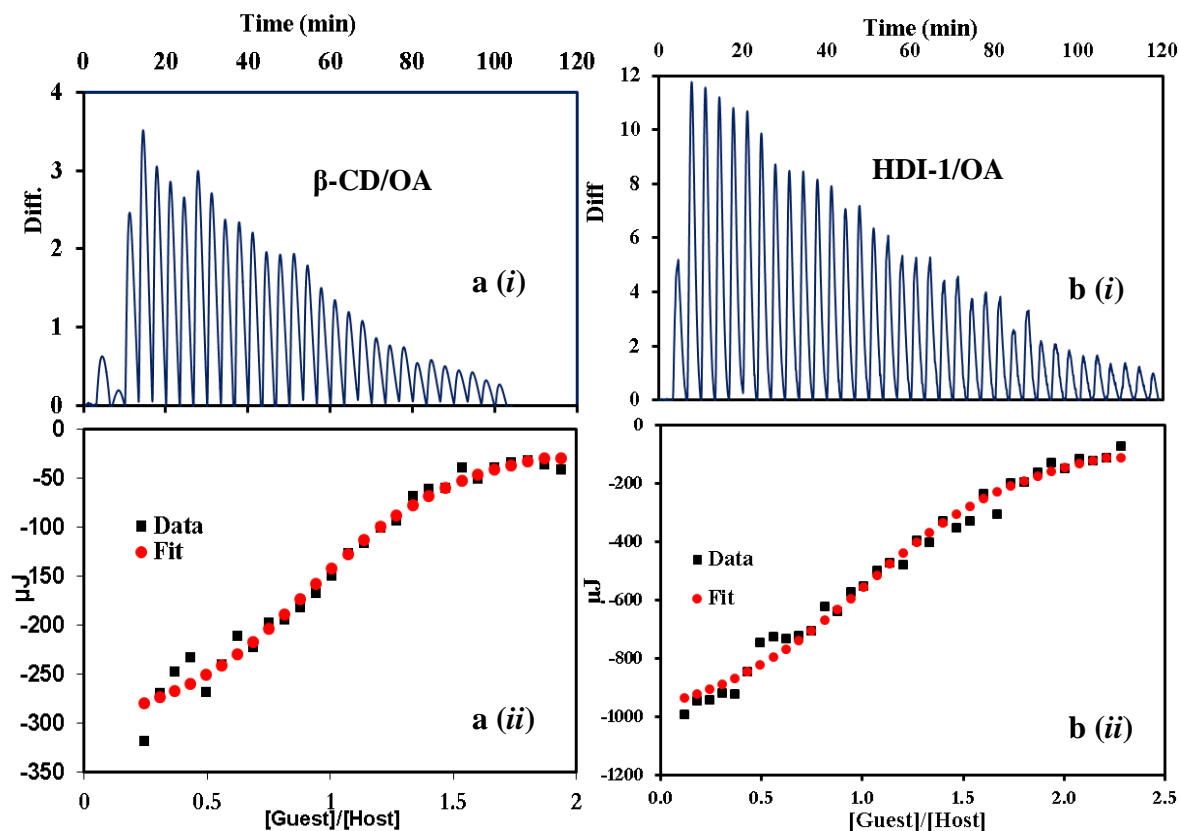 Time (min)
0 20 40 60 80 100 120
4
3
2
1
0
Diff.
β-CD/OA
a (i)
Time (min)
0 20 40 60 80 100 120
12
10
8
6
4
2
0
Diff
HDI-1/OA
b (i)
0
-50
-100
-150
-200
-250
-300
-350
µJ
Data
Fit
a (ii)
0 0.5 1 1.5 2
[Guest]/[Host]
0
-200
-400
-600
-800
-1000
-1200
µJ
Data
Fit
b (ii)
0.0 0.5 1.0 1.5 2.0 2.5
[Guest]/[Host]